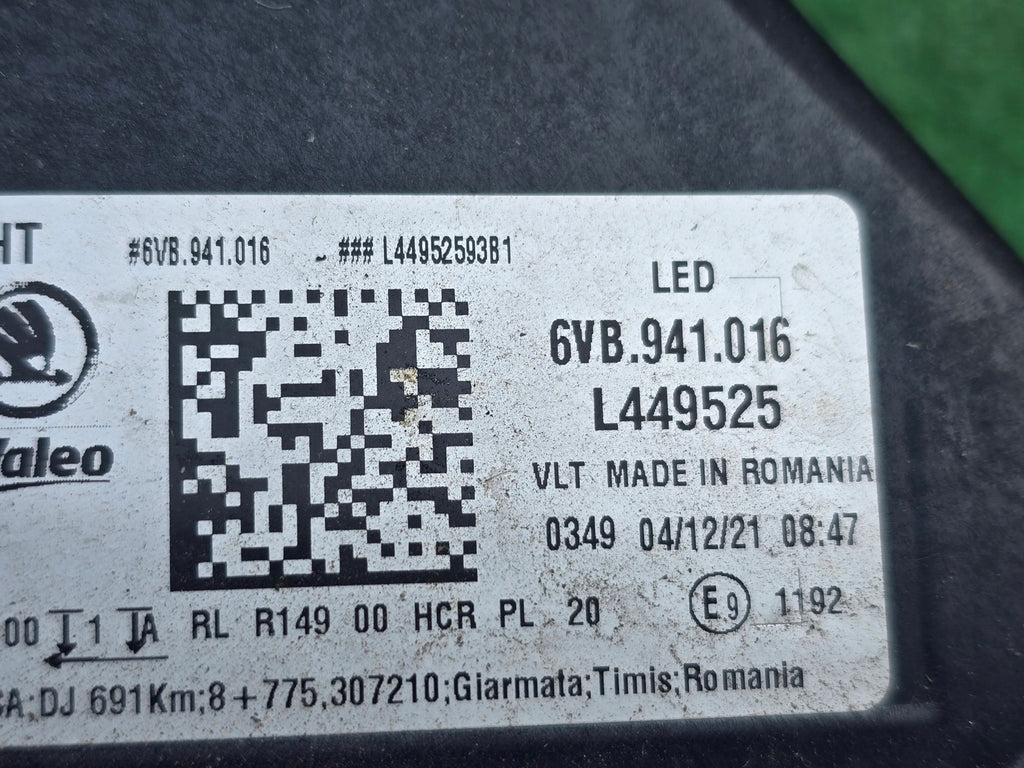 HT
#6VB.941.016 - ### L44952593B1
LED
6VB.941.016
L449525
Valeo
VLT MADE IN ROMANIA
0349 04/12/21 08:47
00 1 A RL R149 00 HCR PL 20 E9 1192
CA;DJ 691Km;8+775,307210;Giarmata;Timis;Romania